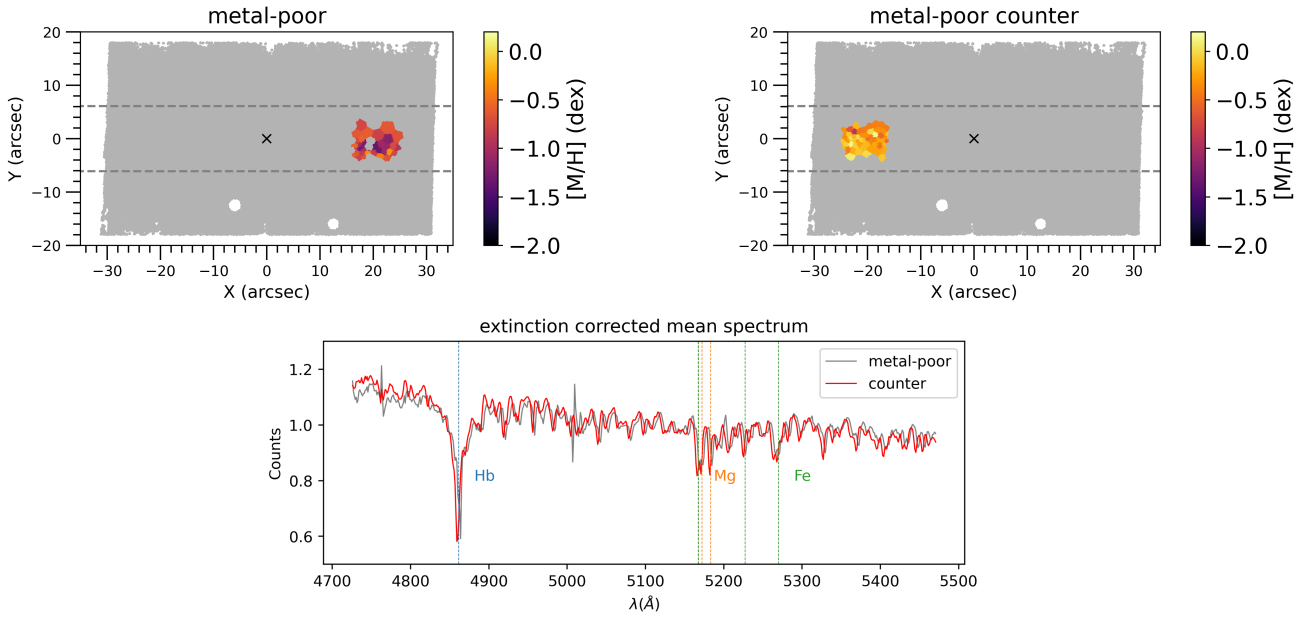 metal-poor
20
10
0
−10
−20
Y (arcsec)
−30
−20
−10
0
10
20
30
X (arcsec)
0.0
−0.5
−1.0
−1.5
−2.0
[M/H] (dex)
metal-poor counter
20
10
0
−10
−20
Y (arcsec)
−30
−20
−10
0
10
20
30
X (arcsec)
0.0
−0.5
−1.0
−1.5
−2.0
[M/H] (dex)
extinction corrected mean spectrum
1.2
1.0
0.8
0.6
Counts
metal-poor
counter
Hb
Mg
Fe
4700
4800
4900
5000
5100
5200
5300
5400
5500
λ(Å)